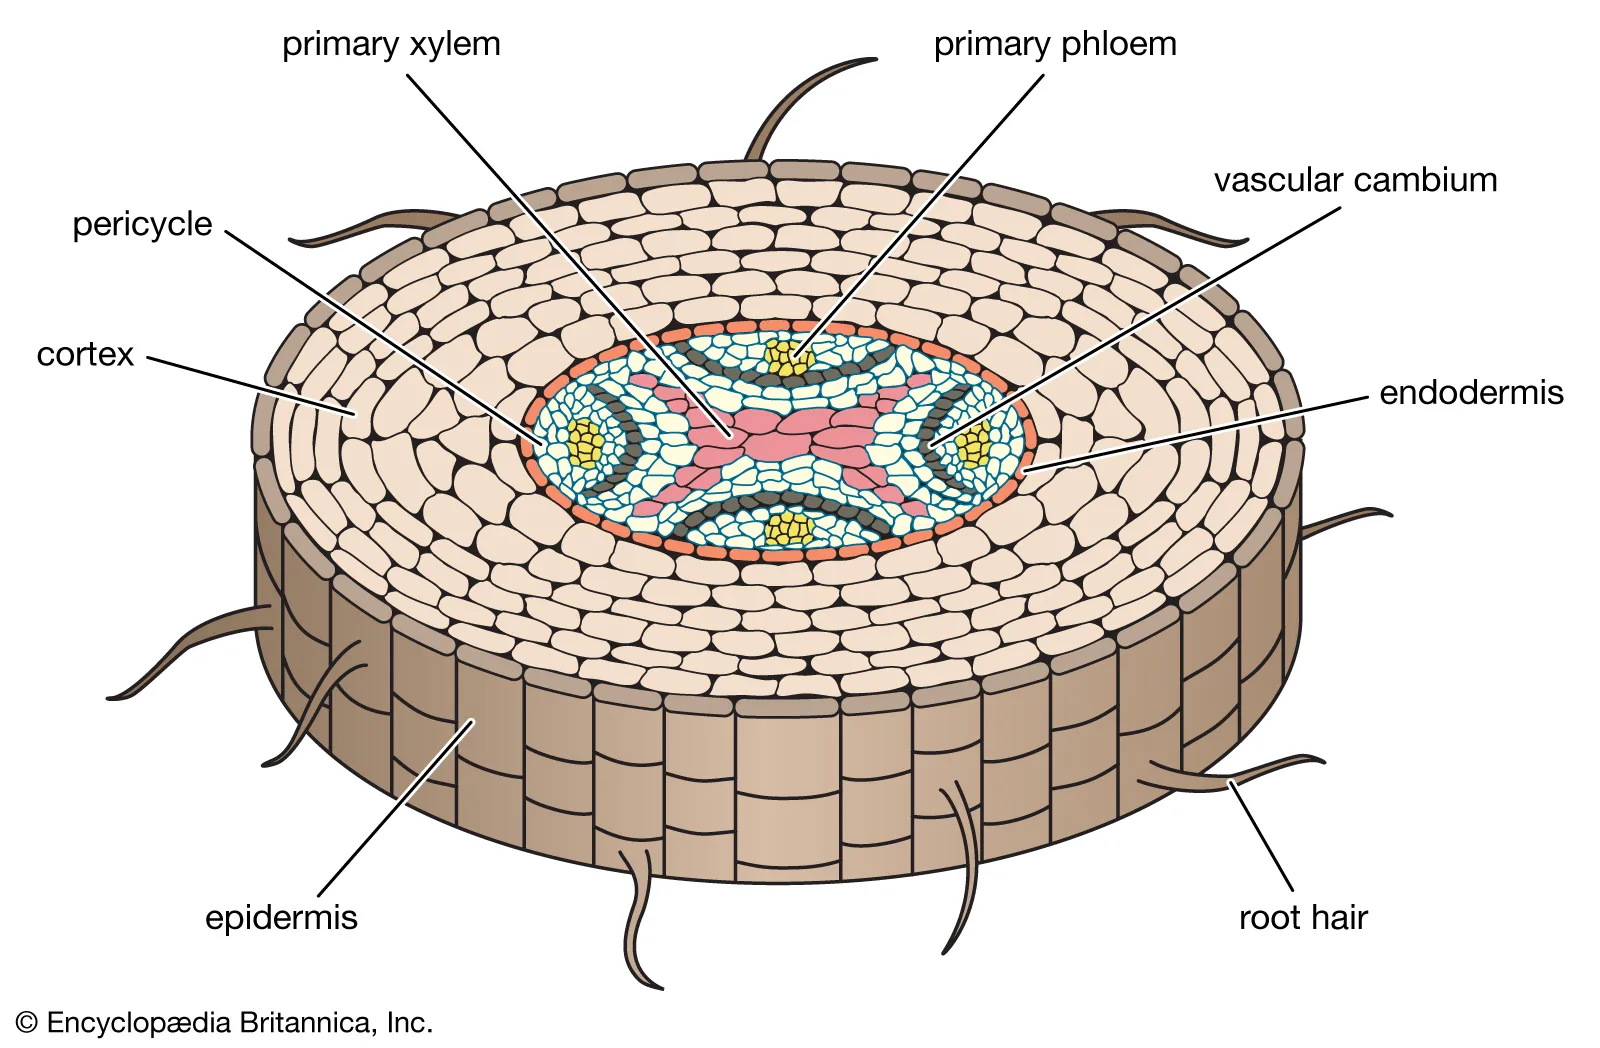 primary xylem
primary phloem
vascular cambium
pericycle
cortex
endodermis
epidermis
root hair
© Encyclopædia Britannica, Inc.